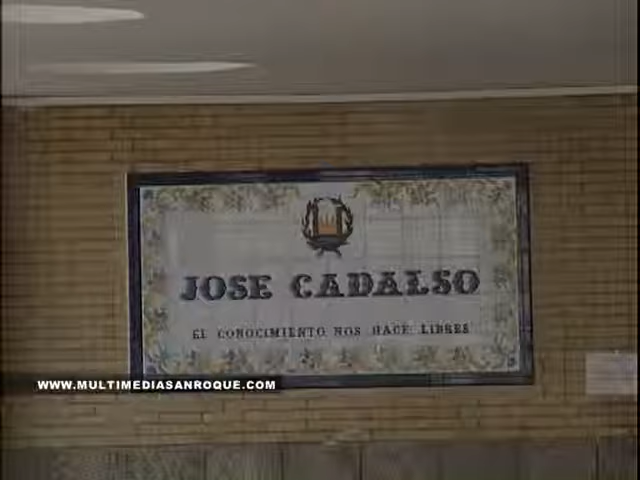 JOSE CADALSO
EL CONOCIMIENTO NOS HACE LIBRES
WWW.MULTIMEDIASANROQUE.COM